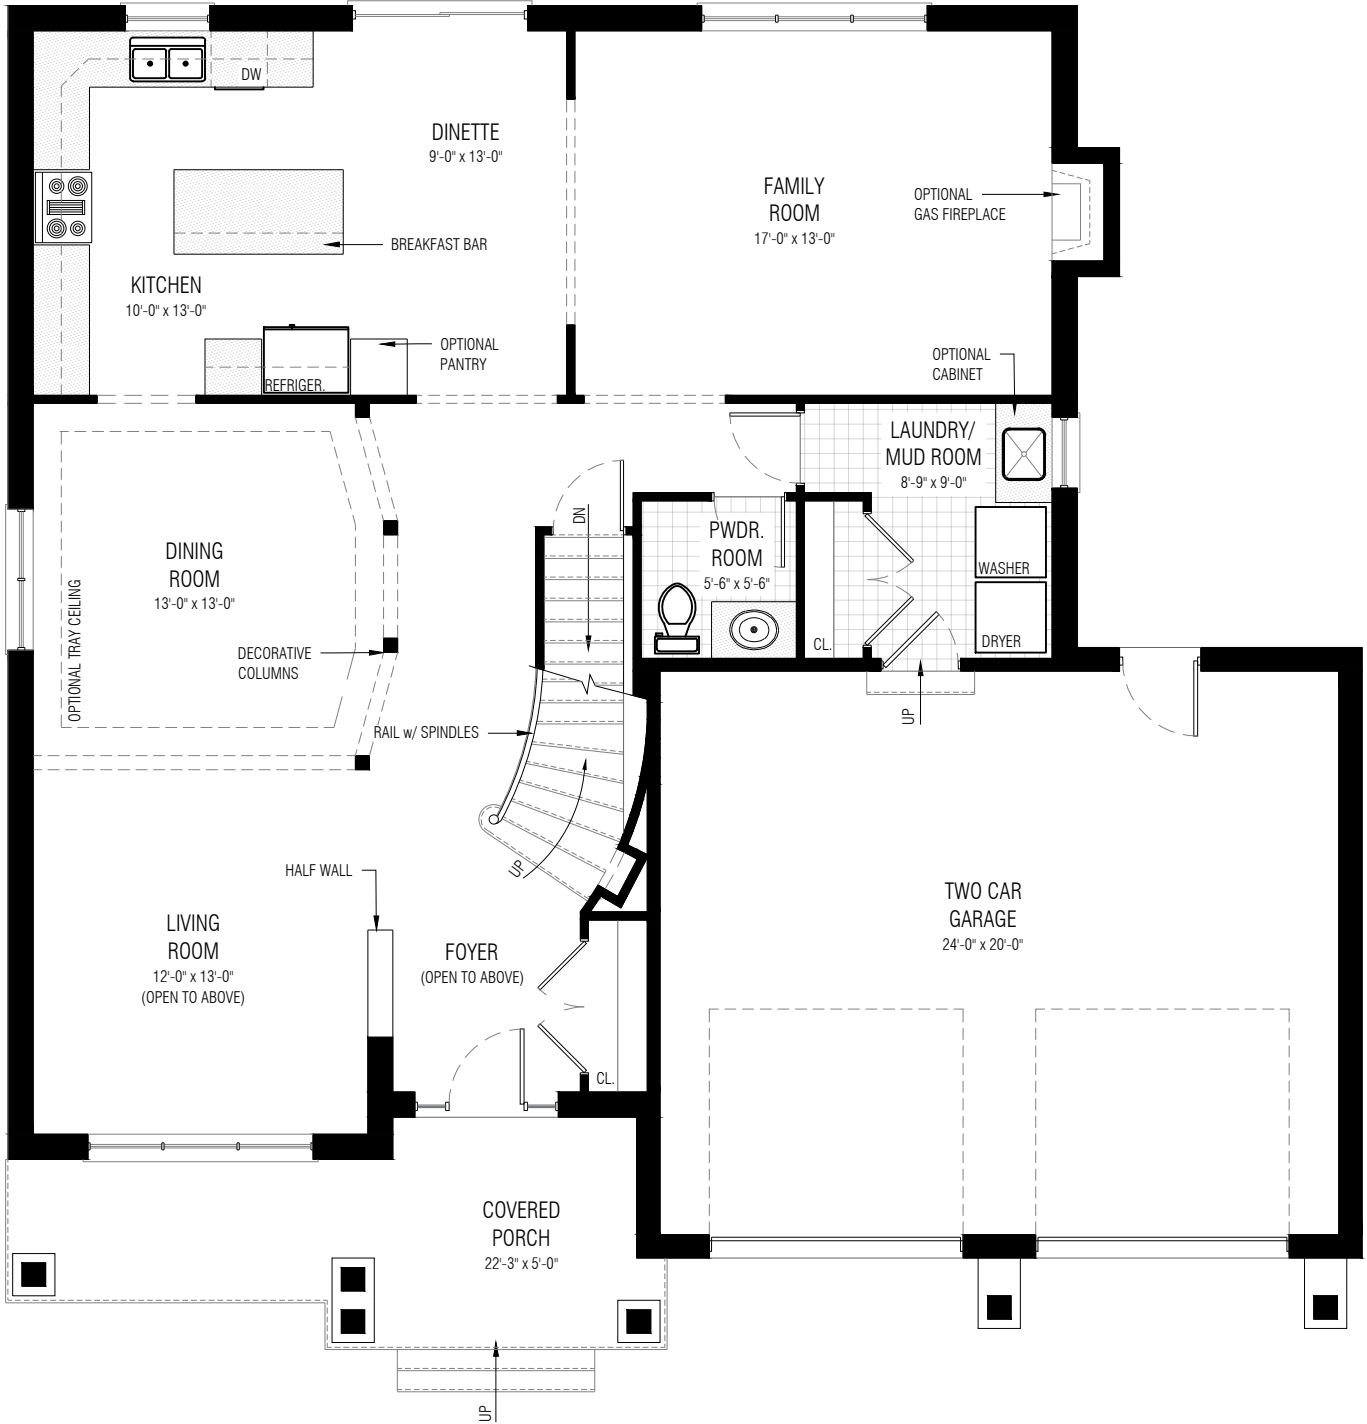 DW
DINETTE
9'-0" x 13'-0"
FAMILY
ROOM
17'-0" x 13'-0"
OPTIONAL
GAS FIREPLACE
BREAKFAST BAR
KITCHEN
10'-0" x 13'-0"
OPTIONAL
PANTRY
REFRIGER.
OPTIONAL
CABINET
LAUNDRY/
MUD ROOM
8'-9" x 9'-0"
DN
PWDR.
ROOM
5'-6" x 5'-6"
WASHER
DRYER
CL.
UP
DINING
ROOM
13'-0" x 13'-0"
OPTIONAL TRAY CEILING
DECORATIVE
COLUMNS
RAIL w/ SPINDLES
UP
HALF WALL
LIVING
ROOM
12'-0" x 13'-0"
(OPEN TO ABOVE)
FOYER
(OPEN TO ABOVE)
CL.
TWO CAR
GARAGE
24'-0" x 20'-0"
COVERED
PORCH
22'-3" x 5'-0"
UP